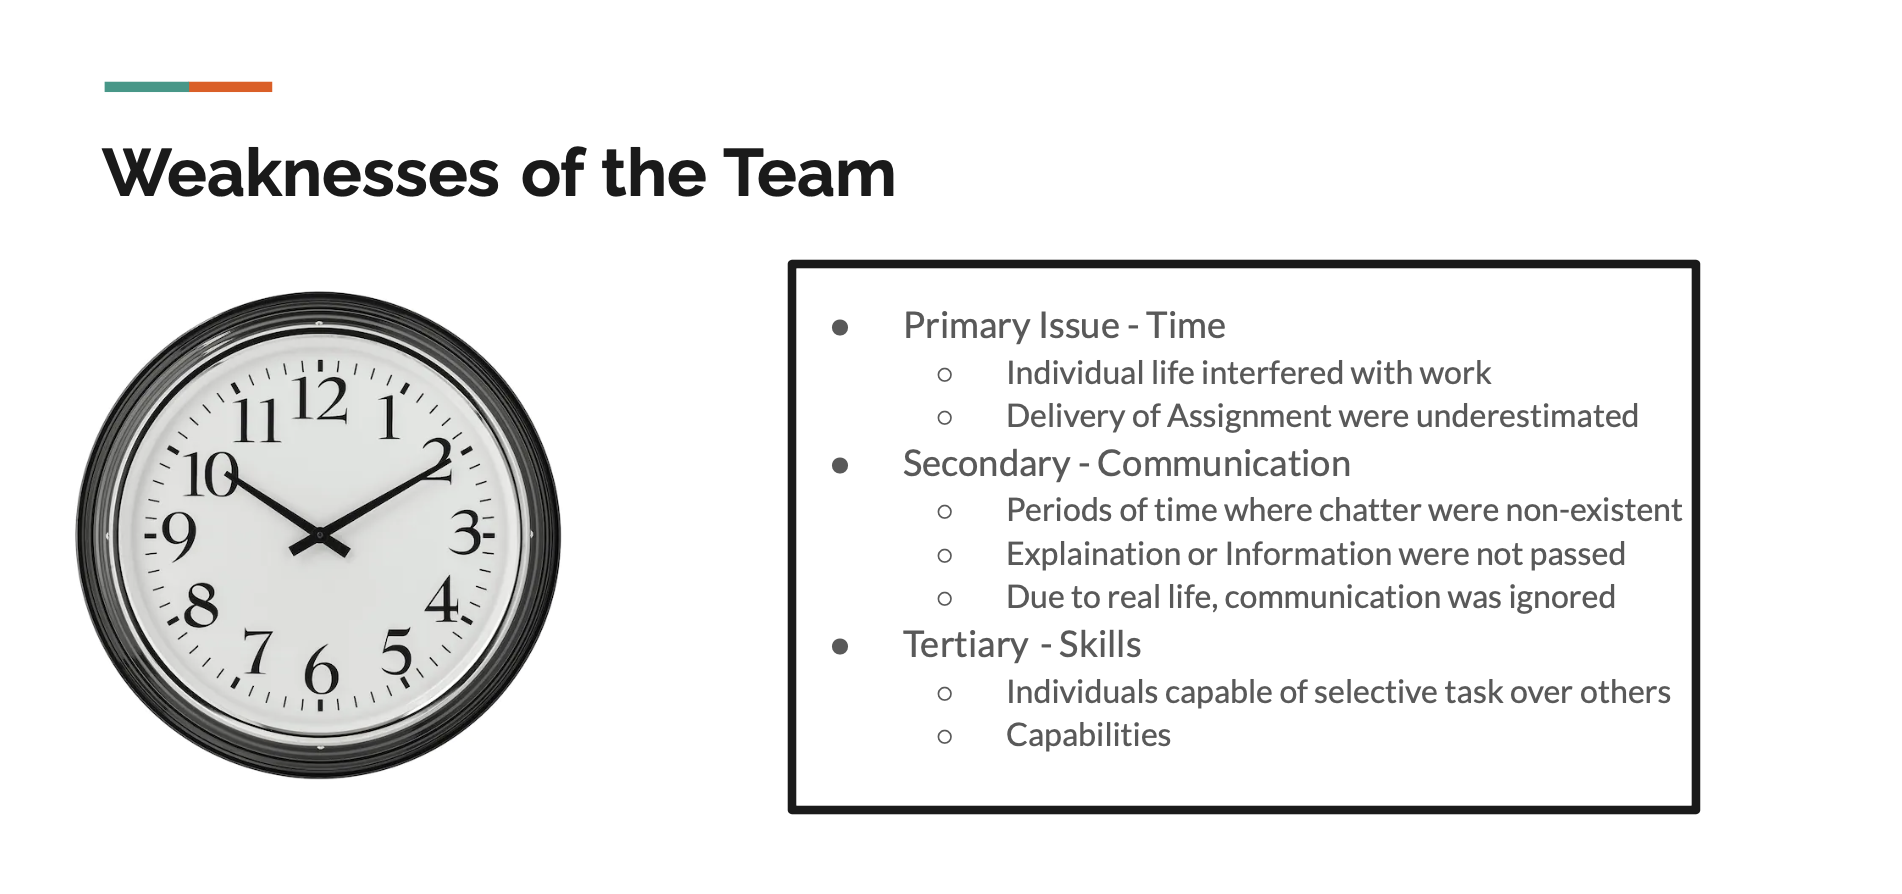 Weaknesses of the Team
12
1
2
3
4
5
6
7
8
9
10
11
● Primary Issue - Time
○ Individual life interfered with work
○ Delivery of Assignment were underestimated
● Secondary - Communication
○ Periods of time where chatter were non-existent
○ Explaination or Information were not passed
○ Due to real life, communication was ignored
● Tertiary - Skills
○ Individuals capable of selective task over others
○ Capabilities